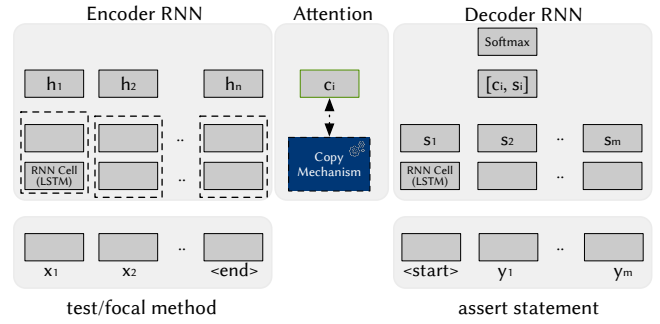 Encoder RNN Attention Decoder RNN
Softmax
h1 h2 hn ci [ci, si]
.. s1 s2 .. sm
RNN Cell
(LSTM) .. Copy
Mechanism RNN Cell
(LSTM) ..
.. ..
x1 x2 <end> <start> y1 ym
test/focal method assert statement